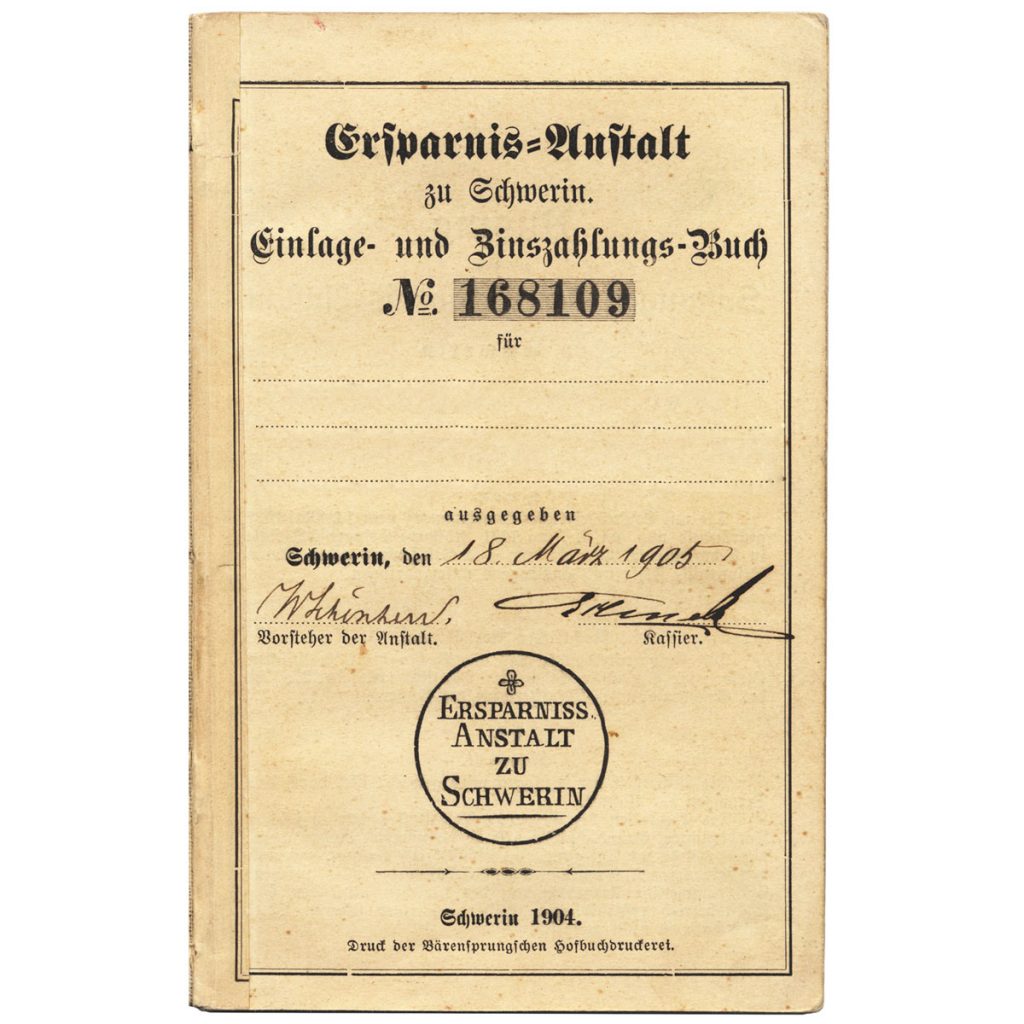 Ersparnis-Anstalt
zu Schwerin.
Einlage- und Zinszahlungs-Buch
No. 168109
für
ausgegeben
Schwerin, den 18. März 1905
Vorsteher der Anstalt. Kassier.
ERSPARNISS
ANSTALT
ZU
SCHWERIN
Schwerin 1904.
Druck der Bärensprungschen Hofbuchdruckerei.